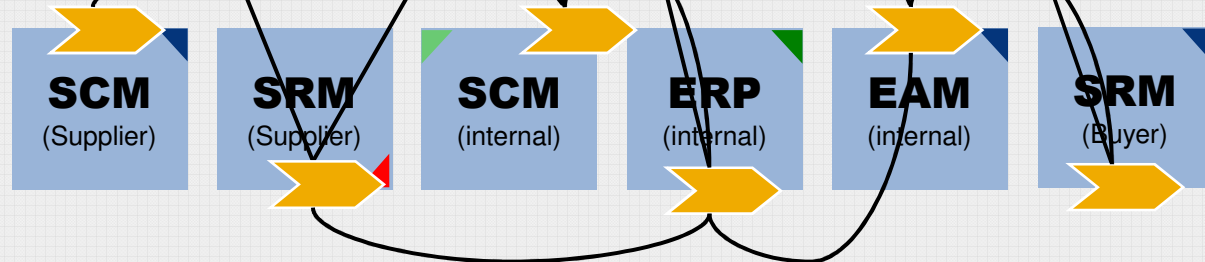 SCM
(Supplier)
SRM
(Supplier)
SCM
(internal)
ERP
(internal)
EAM
(internal)
SRM
(Buyer)